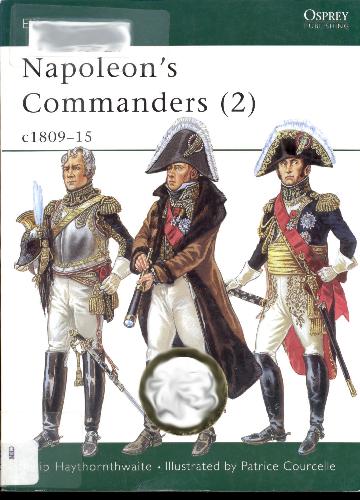 OSPREY
PUBLISHING
Napoleon's
Commanders (2)
c1809–15
Haythornthwaite • Illustrated by Patrice Courcelle